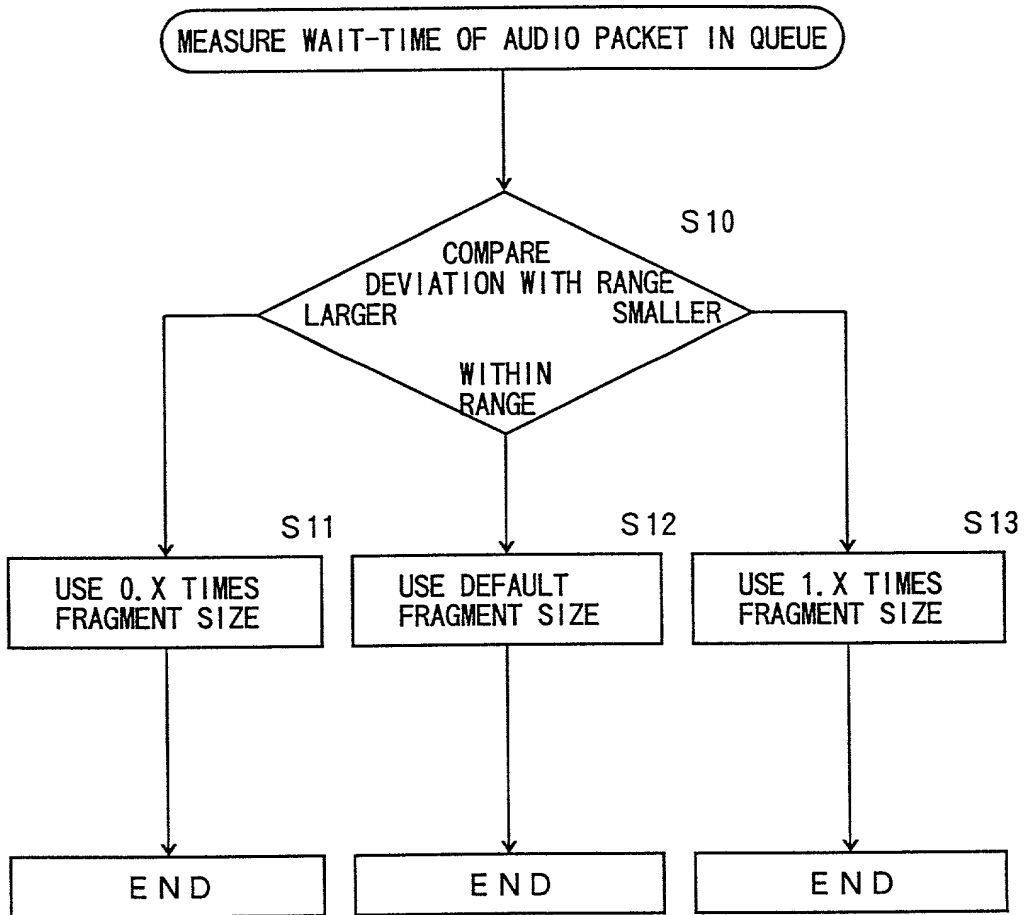 MEASURE WAIT-TIME OF AUDIO PACKET IN QUEUE
S10
COMPARE
DEVIATION WITH RANGE
LARGER
SMALLER
WITHIN
RANGE
S11
USE 0.X TIMES
FRAGMENT SIZE
S12
USE DEFAULT
FRAGMENT SIZE
S13
USE 1.X TIMES
FRAGMENT SIZE
END
END
END